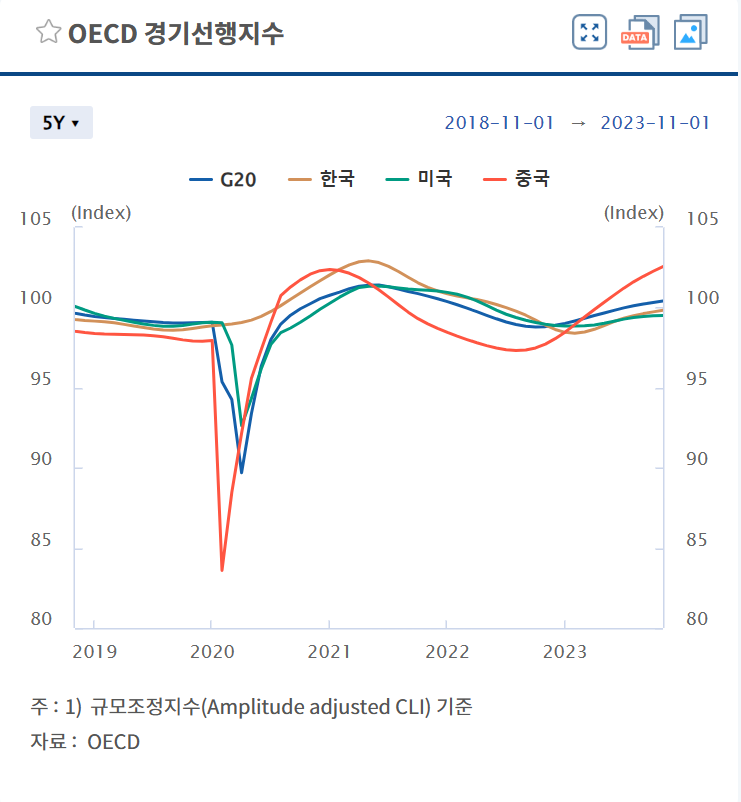 OECD 경기선행지수
DATA
5Y ▼ 2018-11-01 → 2023-11-01
G20 한국 미국 중국
105 (Index) (Index) 105
100 100
95 95
90 90
85 85
80 80
2019 2020 2021 2022 2023
주 : 1) 규모조정지수(Amplitude adjusted CLI) 기준
자료 : OECD